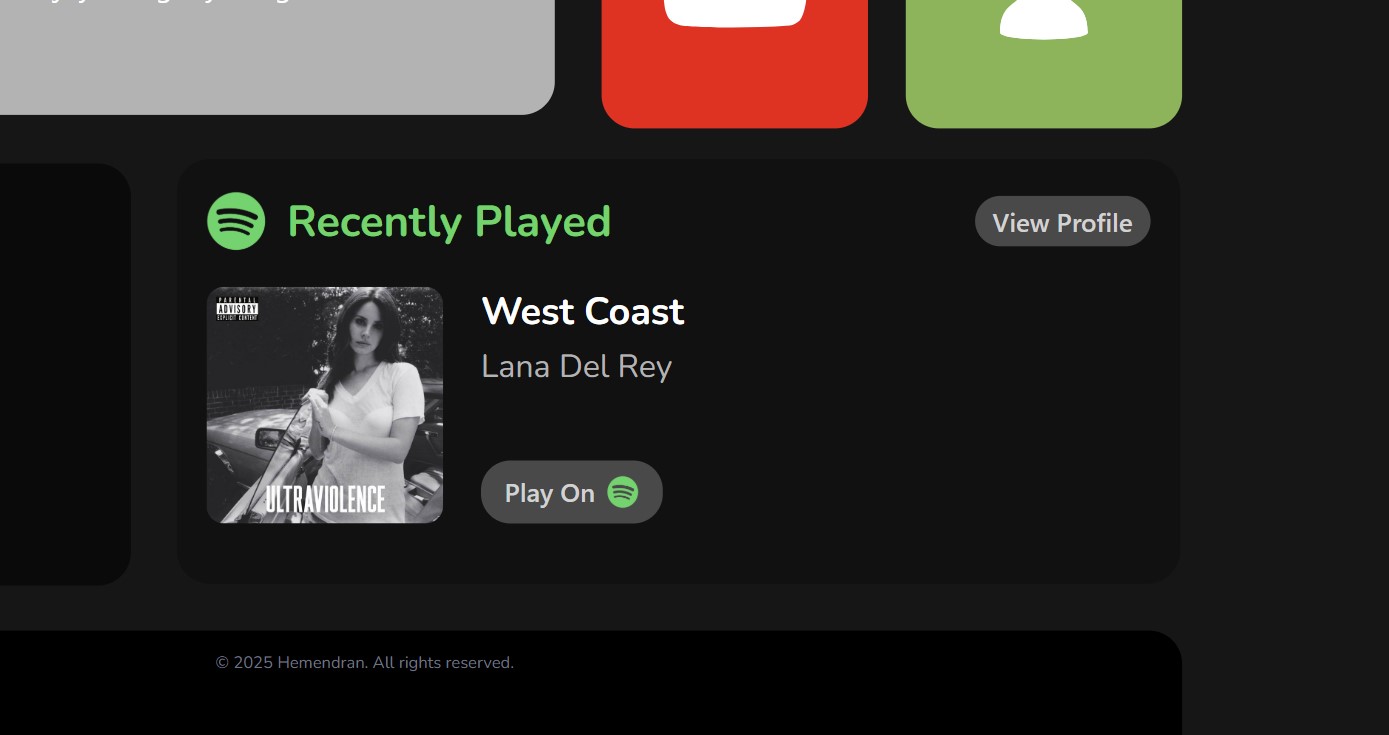 Recently Played
View Profile
PARENTAL
ADVISORY
EXPLICIT CONTENT
ULTRAVIOLENCE
West Coast
Lana Del Rey
Play On
© 2025 Hemendran. All rights reserved.